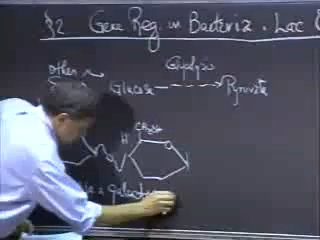 §2 Gene Reg. in Bacteria. Lac
Other
Glycolysis
Glucose
Pyruvate
CH₂OH
H